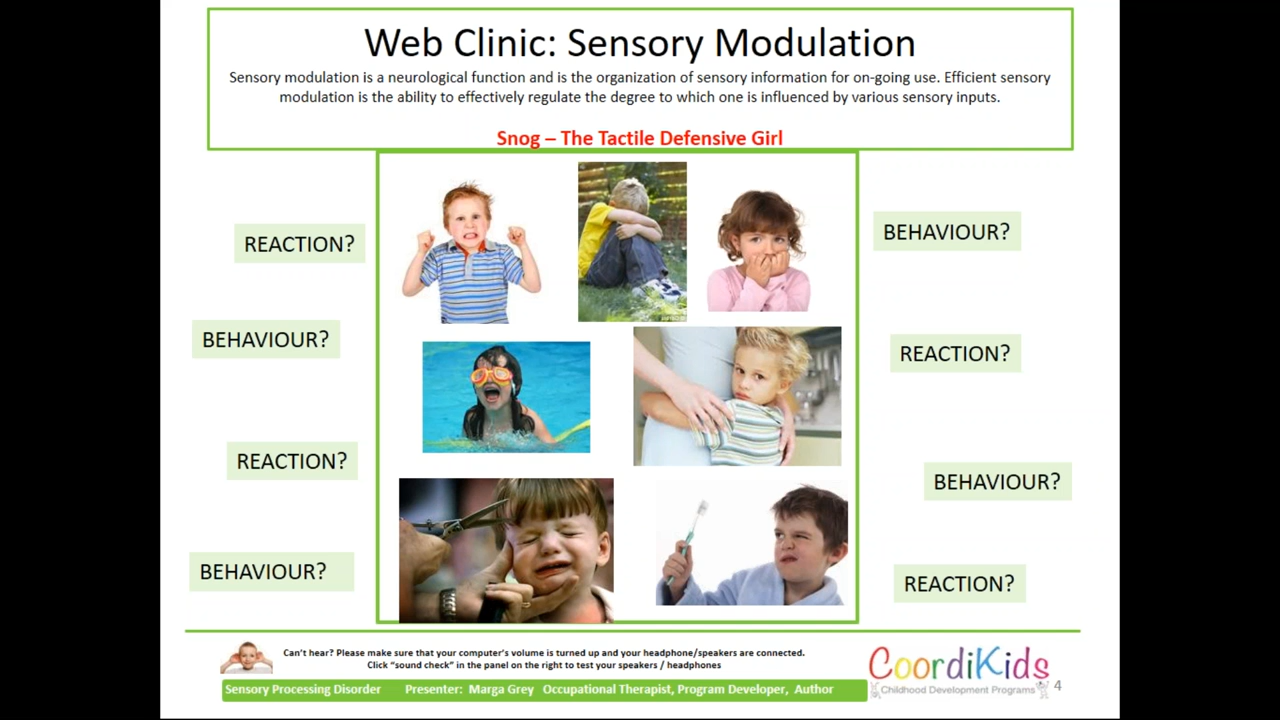 Web Clinic: Sensory Modulation
Sensory modulation is a neurological function and is the organization of sensory information for on-going use. Efficient sensory
modulation is the ability to effectively regulate the degree to which one is influenced by various sensory inputs.
Snog – The Tactile Defensive Girl
REACTION?
BEHAVIOUR?
REACTION?
BEHAVIOUR?
BEHAVIOUR?
REACTION?
BEHAVIOUR?
REACTION?
Can't hear? Please make sure that your computer's volume is turned up and your headphone/speakers are connected.
Click “sound check” in the panel on the right to test your speakers / headphones
Sensory Processing Disorder Presenter: Marga Grey Occupational Therapist, Program Developer, Author
CoordiKids
Childhood Development Programs
4